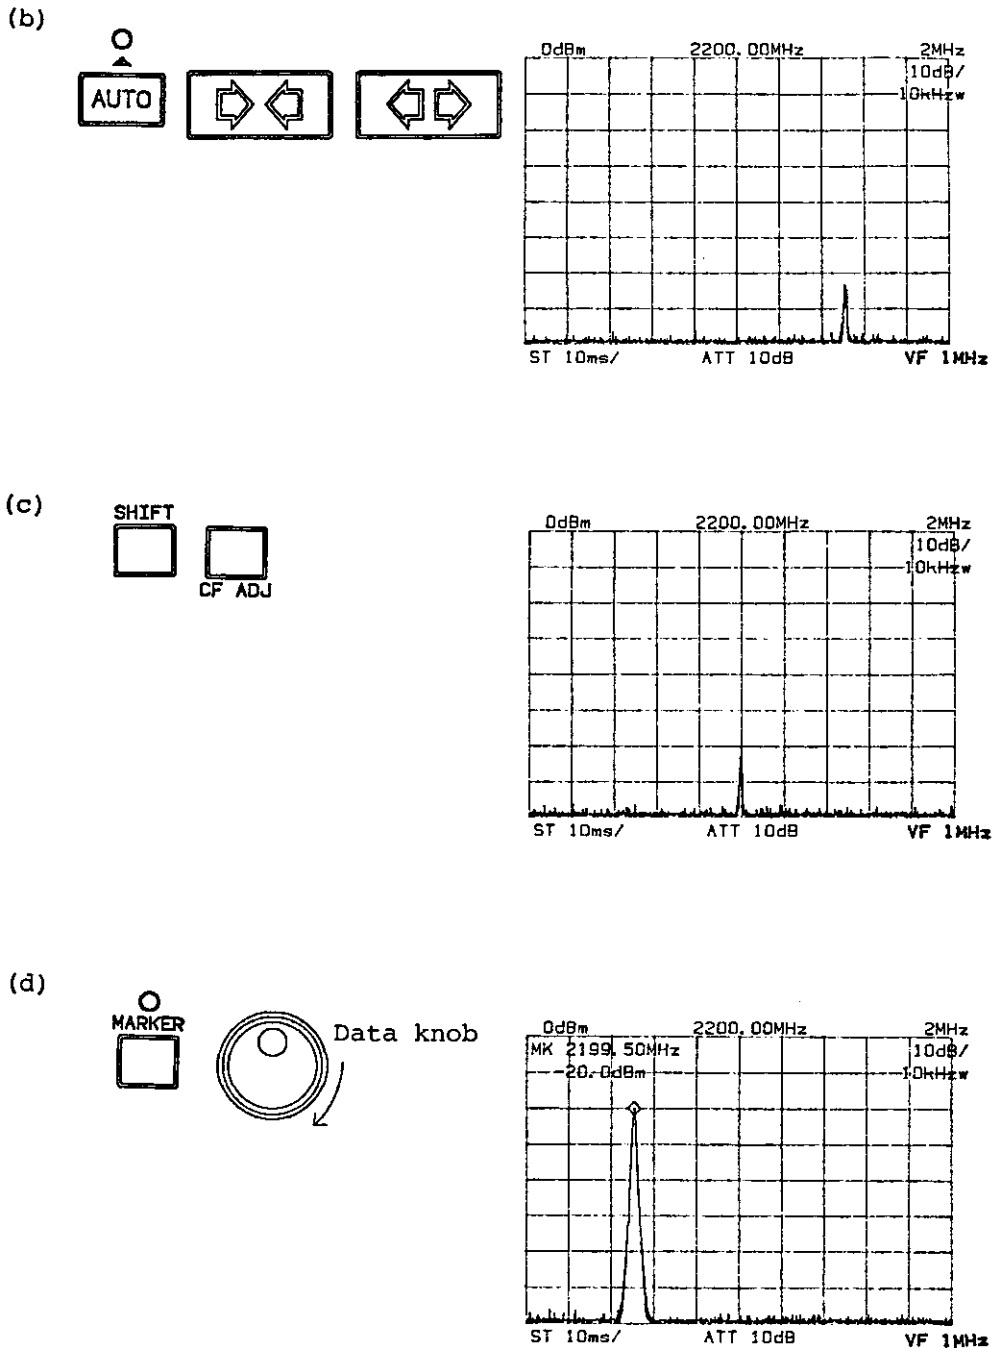 (b)
AUTO
0dBm 2200.00MHz 2MHz
10dB/
10kHzw
ST 10ms/ ATT 10dB VF 1MHz
(c)
SHIFT
CF ADJ
0dBm 2200.00MHz 2MHz
10dB/
10kHzw
ST 10ms/ ATT 10dB VF 1MHz
(d)
MARKER
Data knob
0dBm 2200.00MHz 2MHz
MK 2199.50MHz 10dB/
-20.0dBm 10kHzw
ST 10ms/ ATT 10dB VF 1MHz